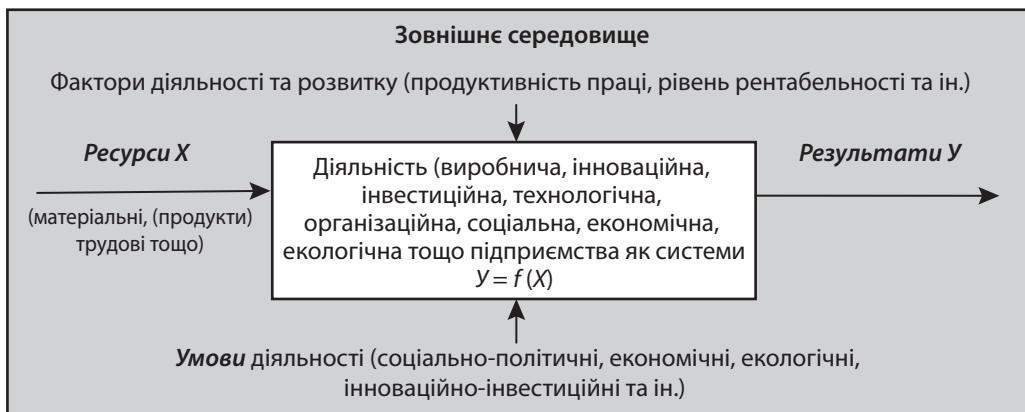 Зовнішнє середовище
Фактори діяльності та розвитку (продуктивність праці, рівень рентабельності та ін.)
Ресурси Х
(матеріальні, (продукти)
трудові тощо)
Діяльність (виробнича, інноваційна,
інвестиційна, технологічна,
організаційна, соціальна, економічна,
екологічна тощо підприємства як системи
У = f (X)
Результати У
Умови діяльності (соціально-політичні, економічні, екологічні,
інноваційно-інвестиційні та ін.)